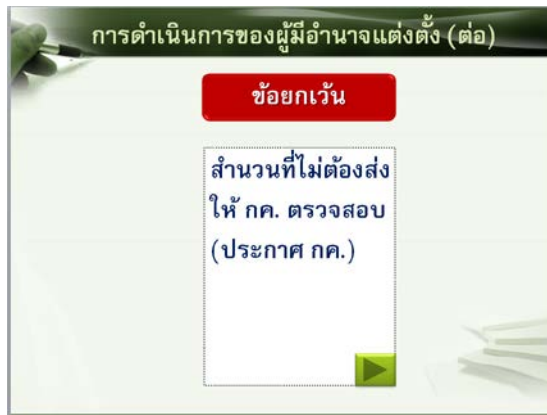 การดำเนินการของผู้มีอำนาจแต่งตั้ง (ต่อ)
ข้อยกเว้น
สำนวนที่ไม่ต้องส่ง
ให้ กค. ตรวจสอบ
(ประกาศ กค.)